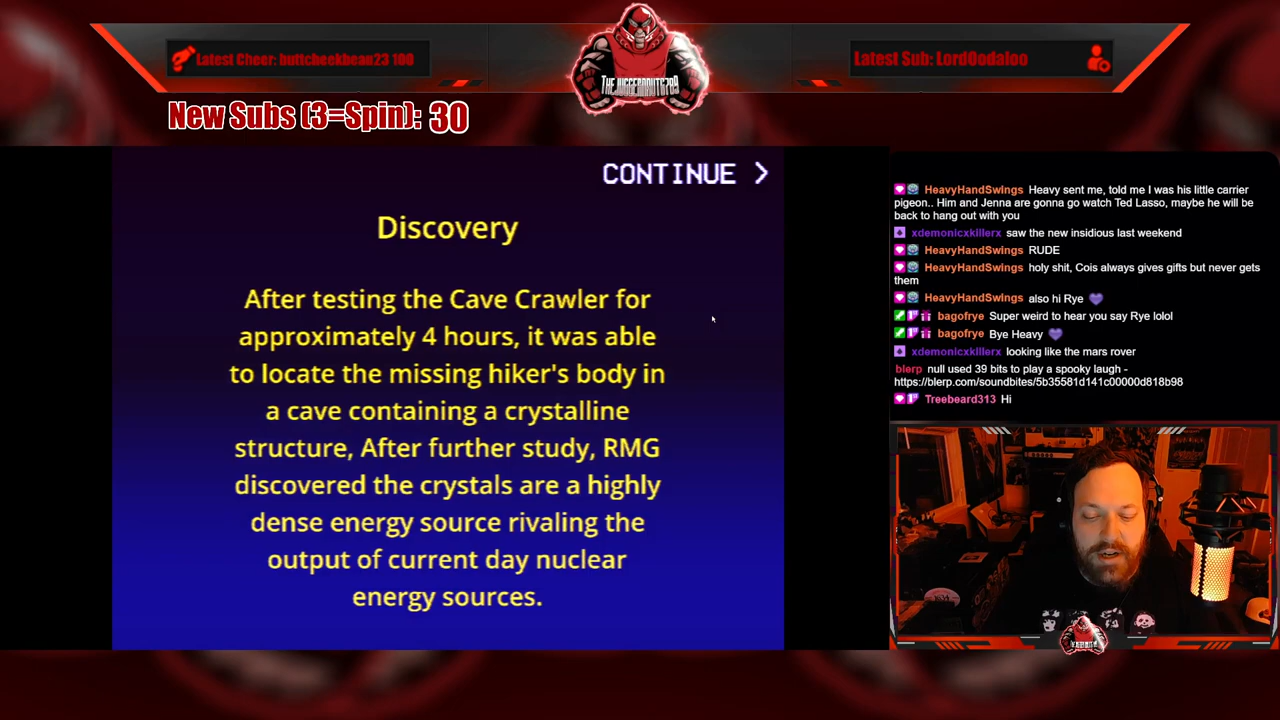 Latest Cheer: buttcheekbeau23 100
Latest Sub: LordOodaloo
THEJUGGERNAUT6789
New Subs (3=Spin): 30
CONTINUE >
Discovery
After testing the Cave Crawler for
approximately 4 hours, it was able
to locate the missing hiker's body in
a cave containing a crystalline
structure, After further study, RMG
discovered the crystals are a highly
dense energy source rivaling the
output of current day nuclear
energy sources.
HeavyHandSwings Heavy sent me, told me I was his little carrier
pigeon.. Him and Jenna are gonna go watch Ted Lasso, maybe he will be
back to hang out with you
xdemonicxkillerx saw the new insidious last weekend
HeavyHandSwings RUDE
HeavyHandSwings holy shit, Cois always gives gifts but never gets
them
HeavyHandSwings also hi Rye
bagofrye Super weird to hear you say Rye lolol
bagofrye Bye Heavy
xdemonicxkillerx looking like the mars rover
blerp null used 39 bits to play a spooky laugh -
https://blerp.com/soundbites/5b35581d141c00000d818b98
Treebeard313 Hi